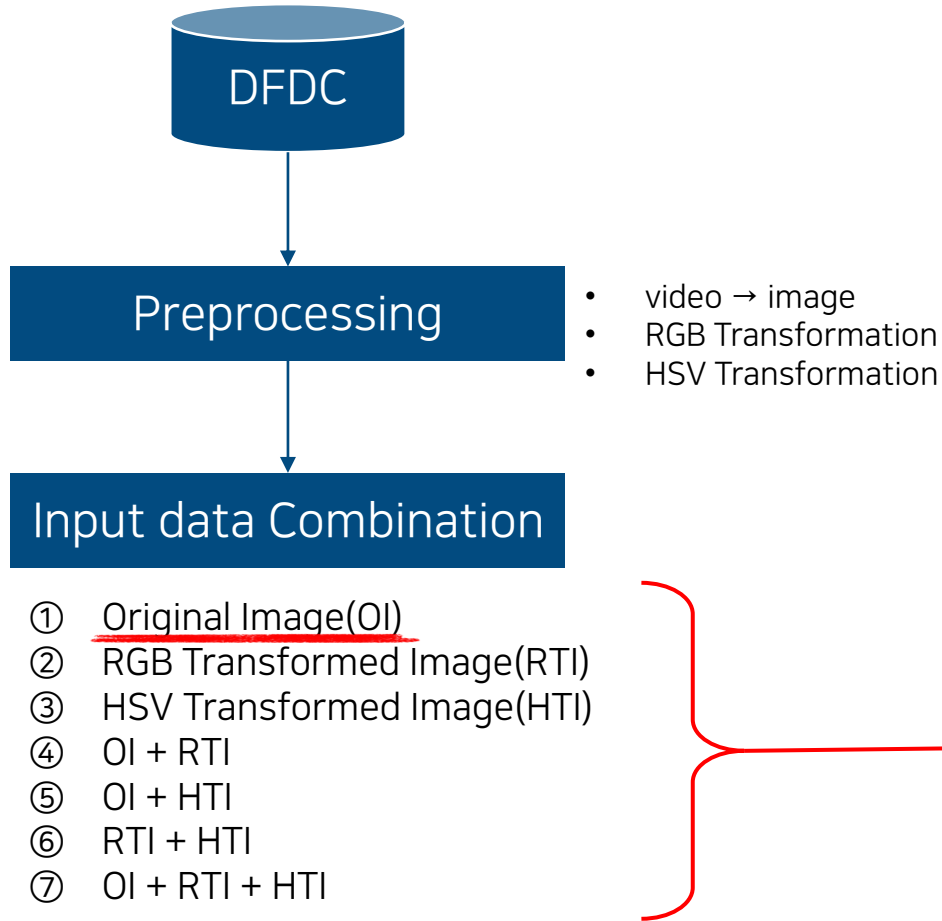 DFDC
Preprocessing
• video → image
• RGB Transformation
• HSV Transformation
Input data Combination
① Original Image(OI)
② RGB Transformed Image(RTI)
③ HSV Transformed Image(HTI)
④ OI + RTI
⑤ OI + HTI
⑥ RTI + HTI
⑦ OI + RTI + HTI